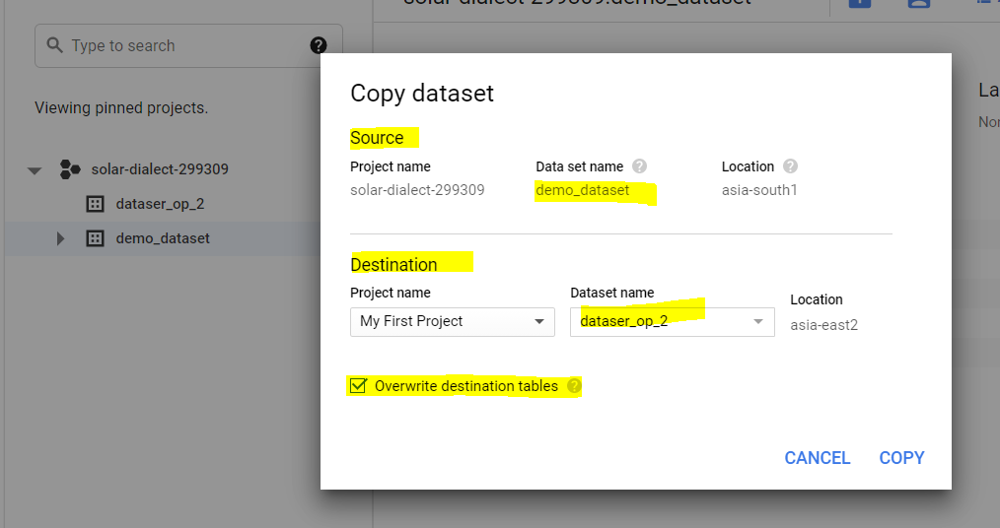 solar-dialect-299309:demo_dataset
Type to search
Viewing pinned projects.
solar-dialect-299309
dataser_op_2
demo_dataset
La
Nor
Copy dataset
Source
Project name Data set name Location
solar-dialect-299309 demo_dataset asia-south1
Destination
Project name Dataset name Location
My First Project dataser_op_2 asia-east2
Overwrite destination tables
CANCEL COPY